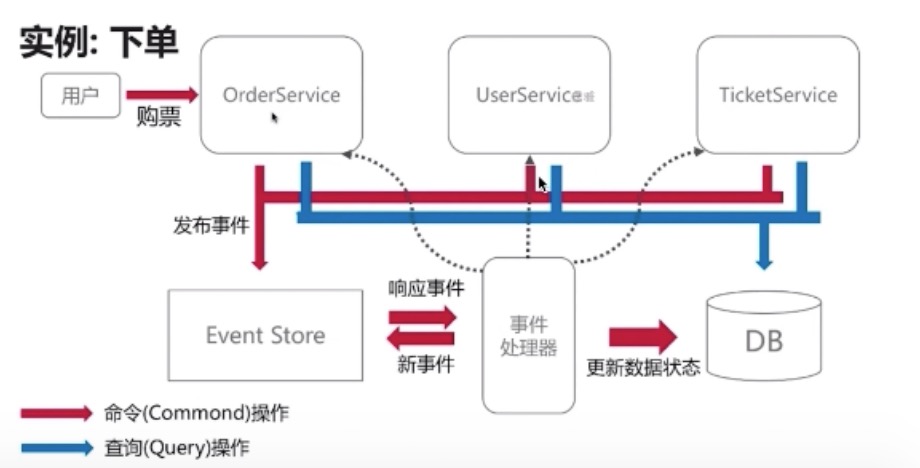 实例: 下单
用户
购票
OrderService
UserService
TicketService
发布事件
Event Store
响应事件
新事件
事件
处理器
更新数据状态
DB
命令(Commond)操作
查询(Query)操作